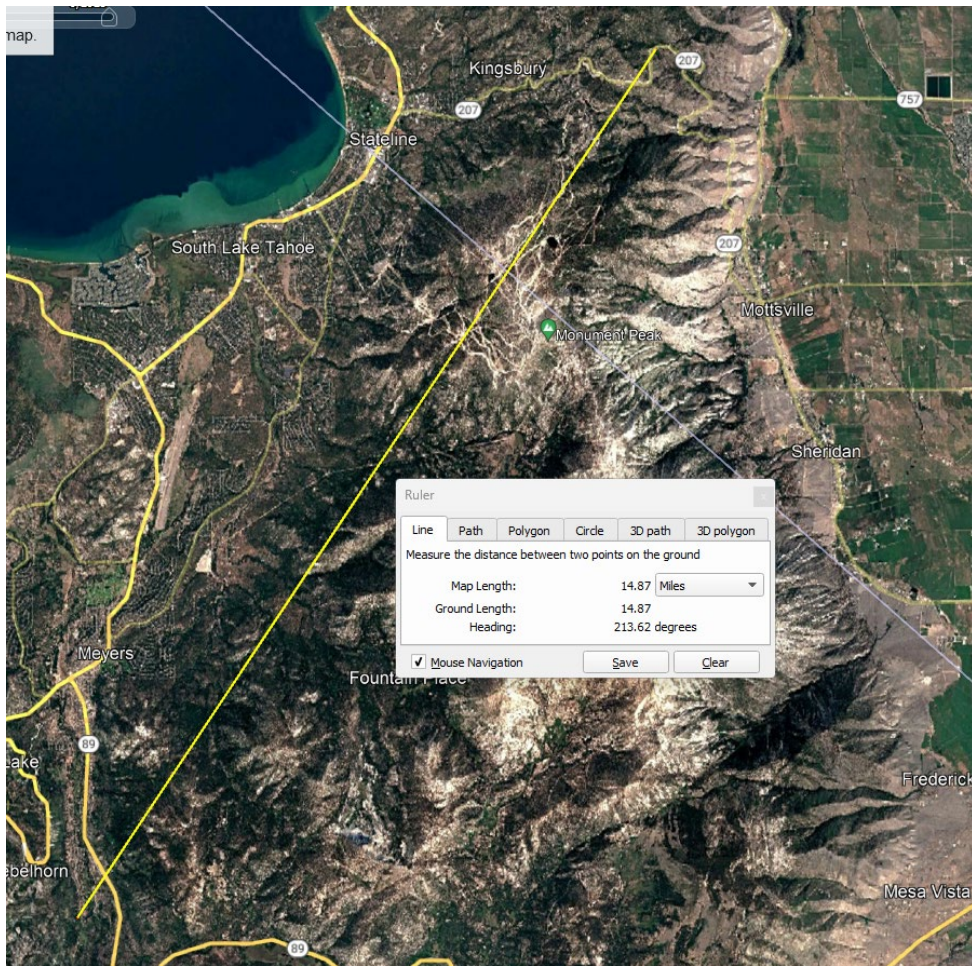 map.
Kingsbury
207
207
757
Stateline
South Lake Tahoe
207
Mottsville
Monument Peak
Sheridan
Ruler
Line Path Polygon Circle 3D path 3D polygon
Measure the distance between two points on the ground
Map Length: 14.87 Miles
Ground Length: 14.87
Heading: 213.62 degrees
Mouse Navigation Save Clear
Meyers
Fountain Place
89
Lake
Frederick
ebelhorn
Mesa Vista
89